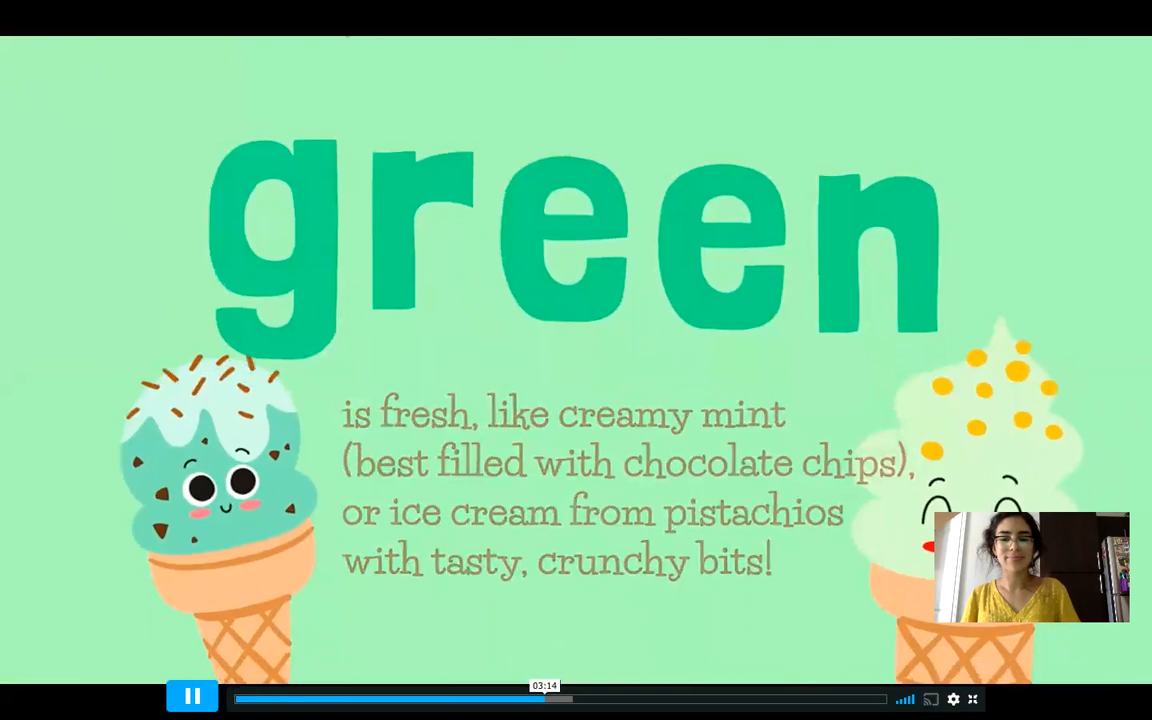 green
is fresh, like creamy mint
(best filled with chocolate chips),
or ice cream from pistachios
with tasty, crunchy bits!
03:14